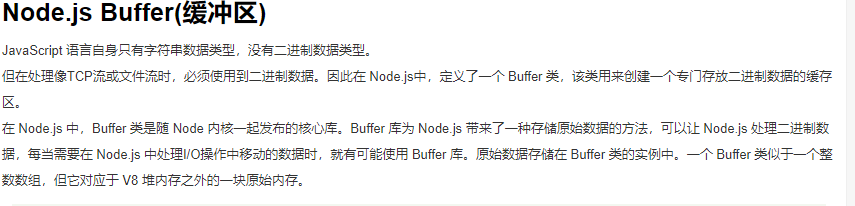 Node.js Buffer(缓冲区)
JavaScript 语言自身只有字符串数据类型，没有二进制数据类型。
但在处理像TCP流或文件流时，必须使用到二进制数据。因此在 Node.js中，定义了一个 Buffer 类，该类用来创建一个专门存放二进制数据的缓存
区。
在 Node.js 中，Buffer 类是随 Node 内核一起发布的核心库。Buffer 库为 Node.js 带来了一种存储原始数据的方法，可以让 Node.js 处理二进制数
据，每当需要在 Node.js 中处理I/O操作中移动的数据时，就有可能使用 Buffer 库。原始数据存储在 Buffer 类的实例中。一个 Buffer 类似于一个整
数数组，但它对应于 V8 堆内存之外的一块原始内存。